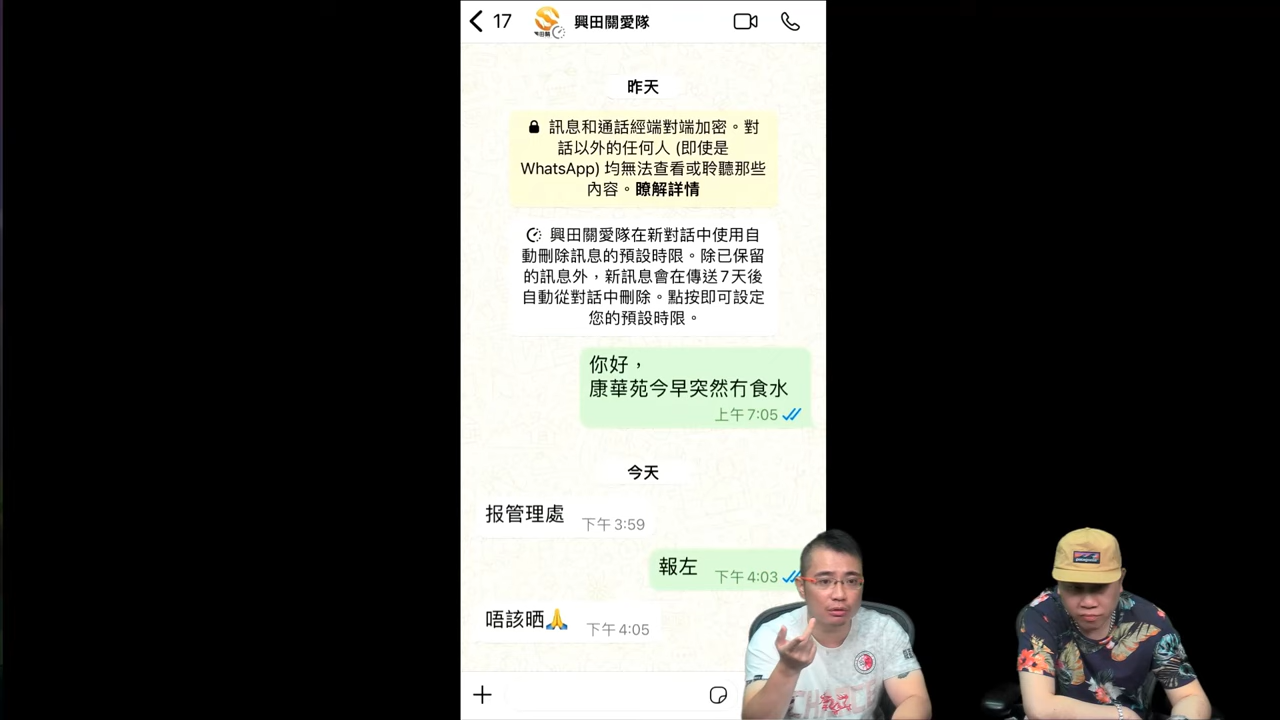 17
興田關愛隊
昨天
訊息和通話經端對端加密。對
話以外的任何人 (即使是
WhatsApp) 均無法查看或聆聽那些
內容。瞭解詳情
興田關愛隊在新對話中使用自
動刪除訊息的預設時限。除已保留
的訊息外，新訊息會在傳送7天後
自動從對話中刪除。點按即可設定
您的預設時限。
你好，
康華苑今早突然冇食水
上午7:05
今天
报管理處
下午3:59
報左
下午4:03
唔該晒🙏
下午4:05